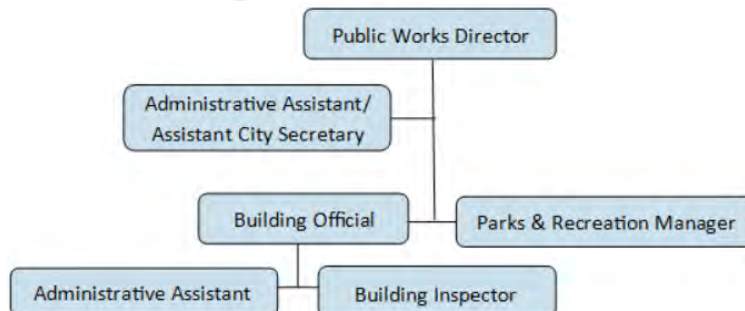 Public Works Director
Administrative Assistant/
Assistant City Secretary
Building Official
Parks & Recreation Manager
Administrative Assistant
Building Inspector